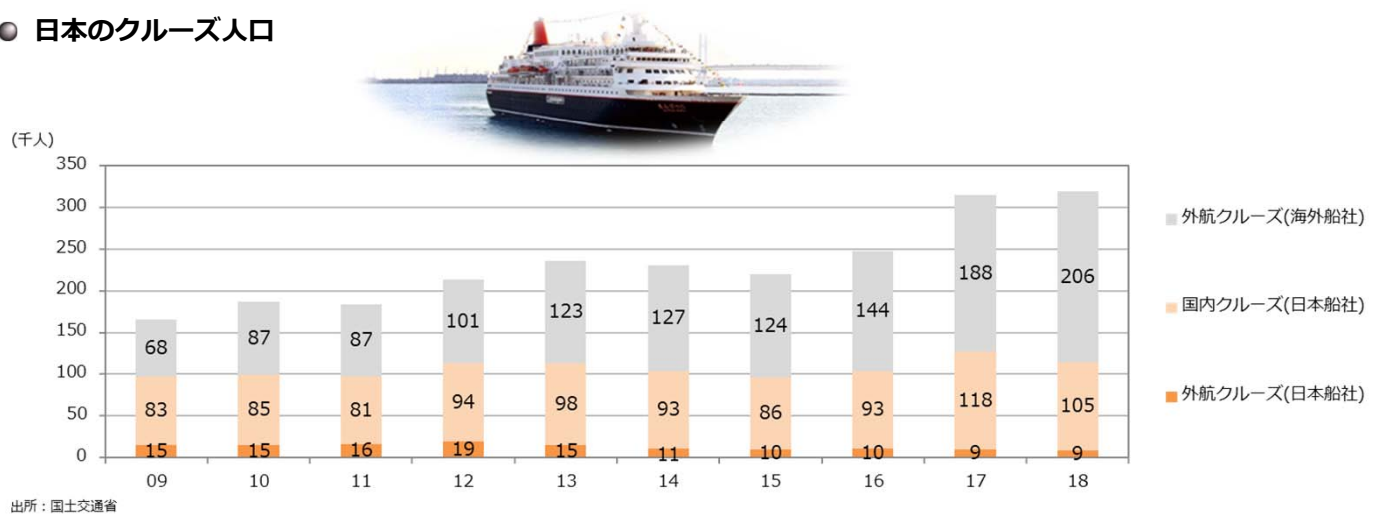 日本のクルーズ人口
(千人)
350
300
250
200
150
100
50
0
68 87 87 101 123 127 124 144 188 206
83 85 81 94 98 93 86 93 118 105
15 15 16 19 15 11 10 10 9 9
09 10 11 12 13 14 15 16 17 18
外航クルーズ(海外船社)
国内クルーズ(日本船社)
外航クルーズ(日本船社)
出所：国土交通省